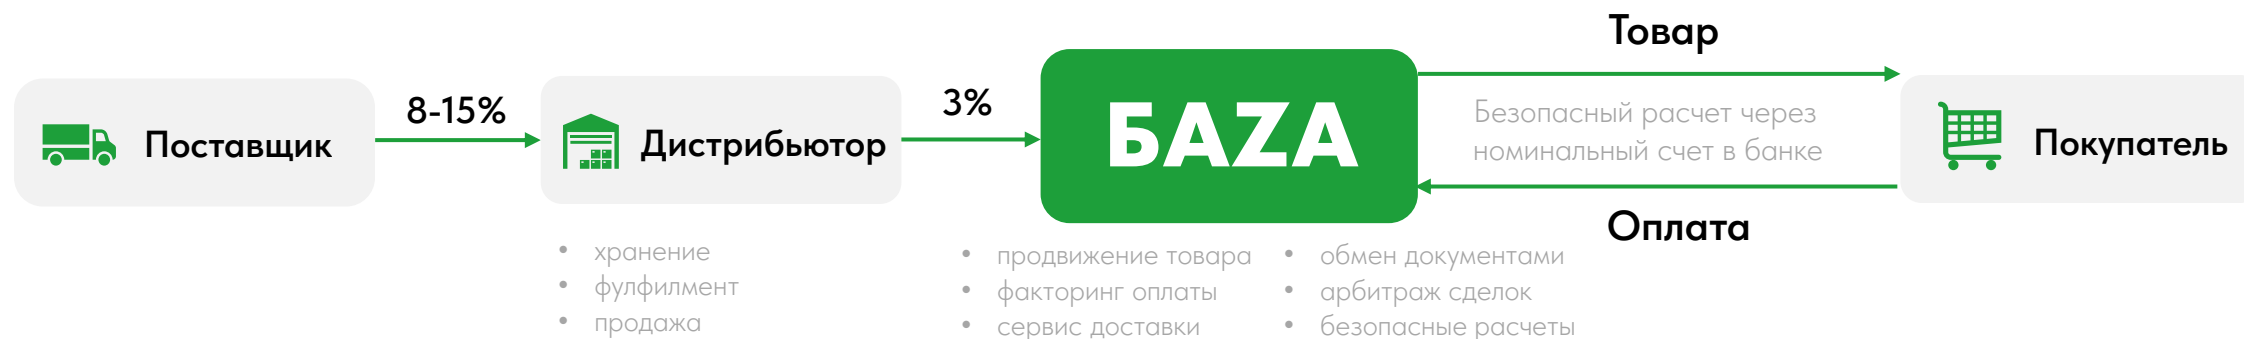 Поставщик
8-15%
Дистрибьютор
• хранение
• фулфилмент
• продажа
3%
БАZА
• продвижение товара
• факторинг оплаты
• сервис доставки
• обмен документами
• арбитраж сделок
• безопасные расчеты
Товар
Безопасный расчет через
номинальный счет в банке
Оплата
Покупатель